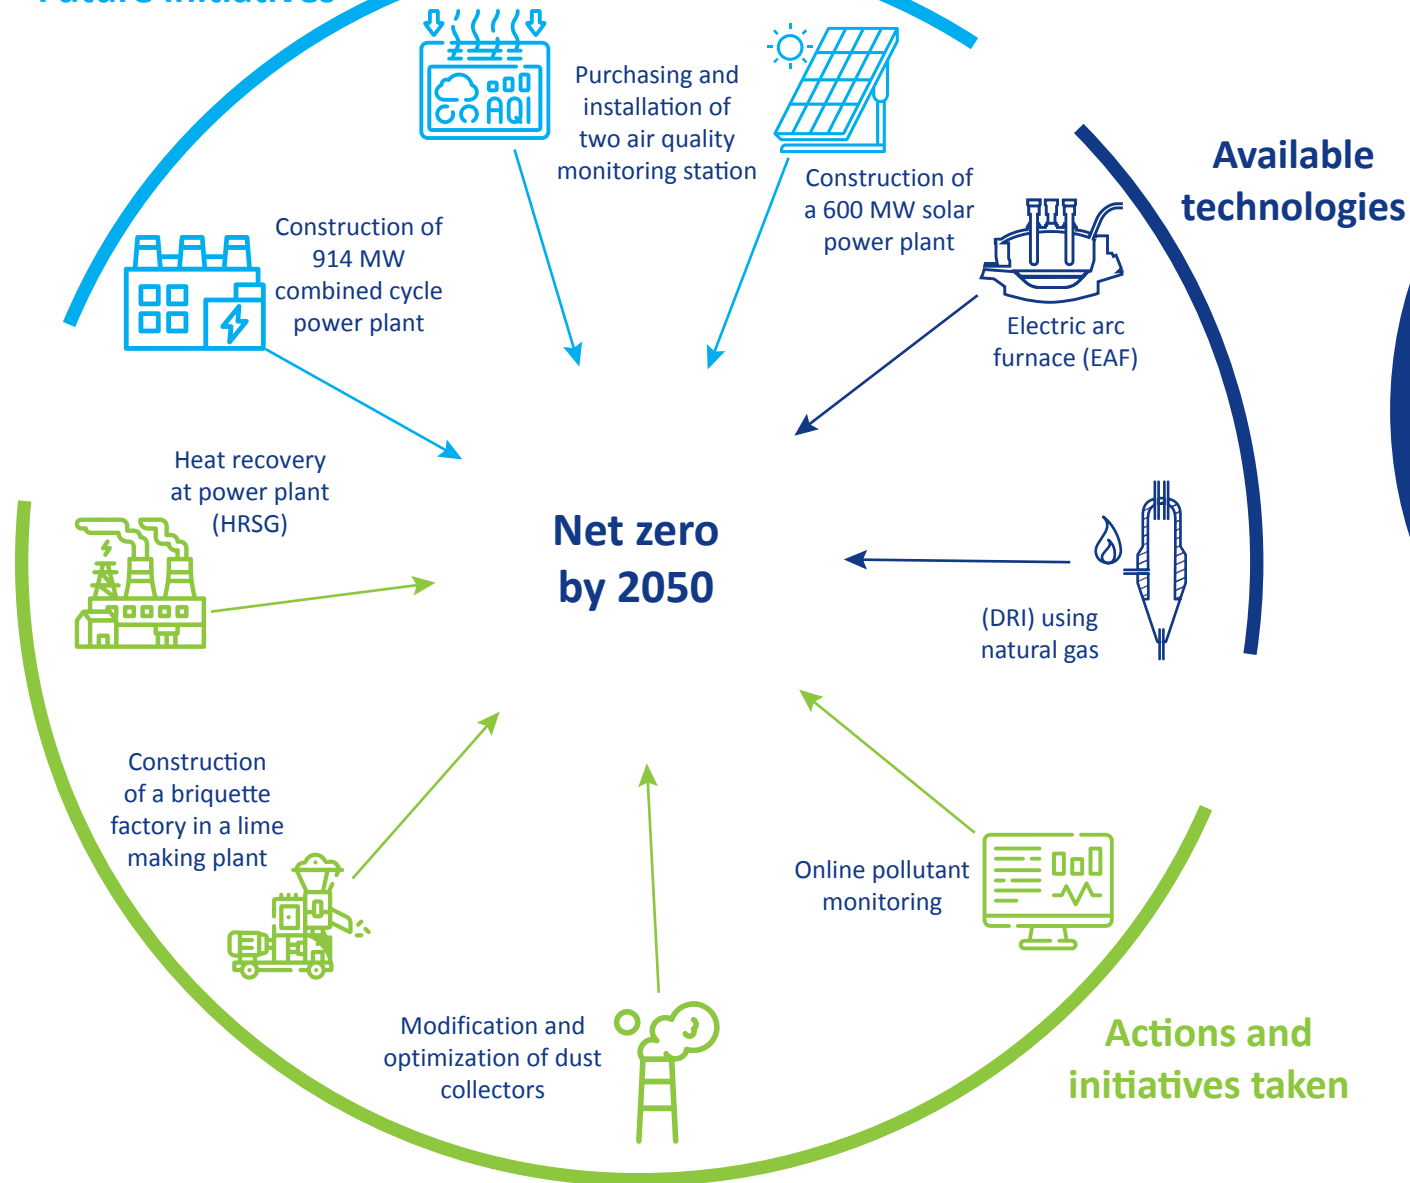 Future Initiatives
AQI
Purchasing and
installation of
two air quality
monitoring station
Construction of
a 600 MW solar
power plant
Available
technologies
Construction of
914 MW
combined cycle
power plant
Electric arc
furnace (EAF)
Heat recovery
at power plant
(HRSG)
Net zero
by 2050
(DRI) using
natural gas
Construction
of a briquette
factory in a lime
making plant
Online pollutant
monitoring
Modification and
optimization of dust
collectors
Actions and
initiatives taken